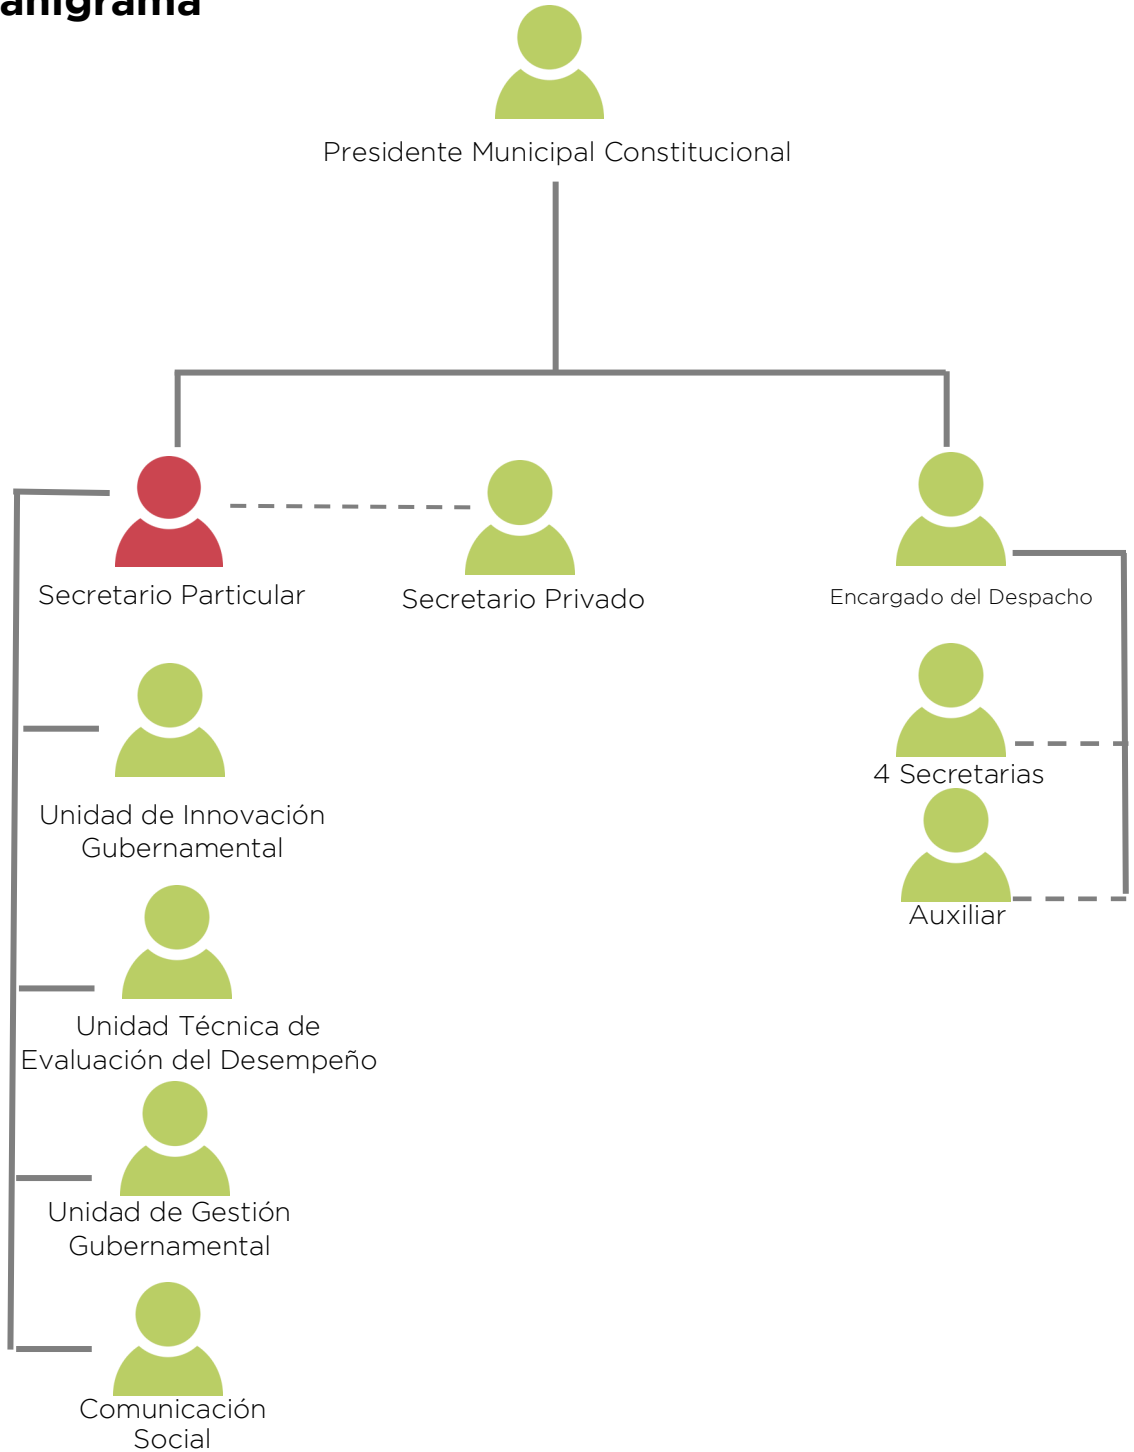 anigrama
Presidente Municipal Constitucional
Secretario Particular
Secretario Privado
Encargado del Despacho
4 Secretarias
Auxiliar
Unidad de Innovación
Gubernamental
Unidad Técnica de
Evaluación del Desempeño
Unidad de Gestión
Gubernamental
Comunicación
Social